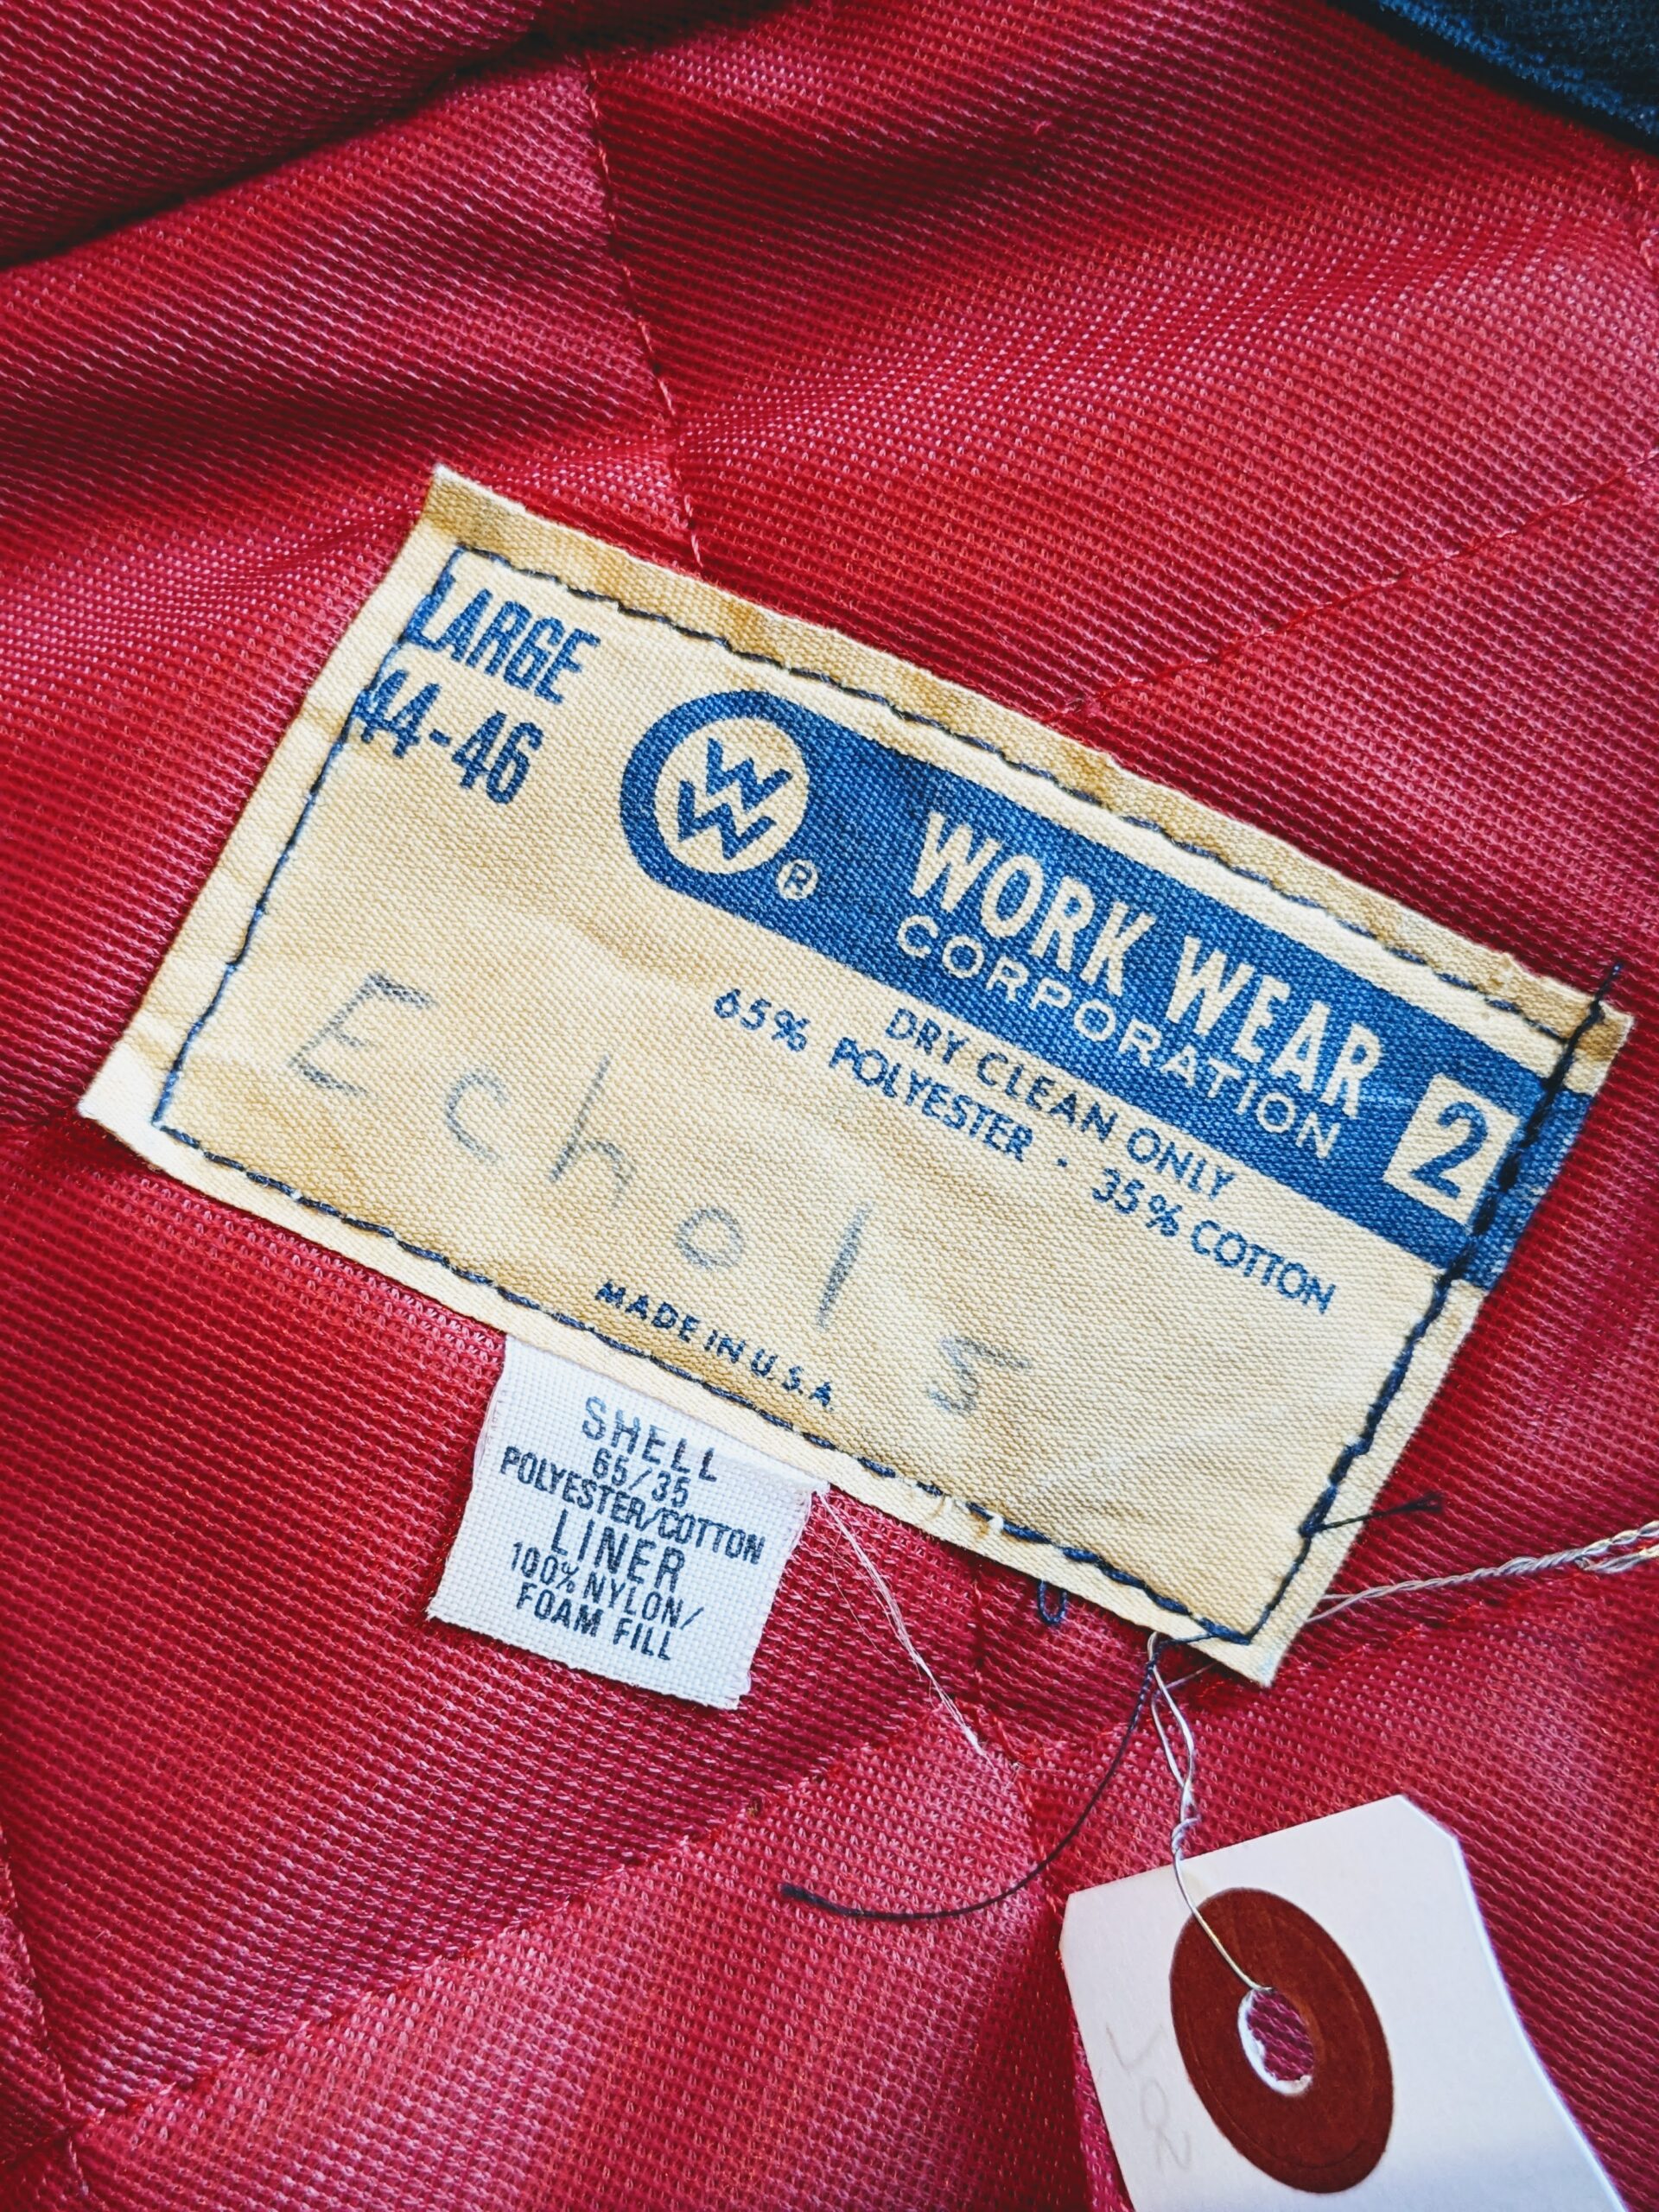 LARGE
44-46
WW ®
WORK WEAR
CORPORATION
2
DRY CLEAN ONLY
65% POLYESTER · 35% COTTON
Echols
MADE IN U.S.A
SHELL
65/35
POLYESTER/COTTON
LINER
100% NYLON/
FOAM FILL